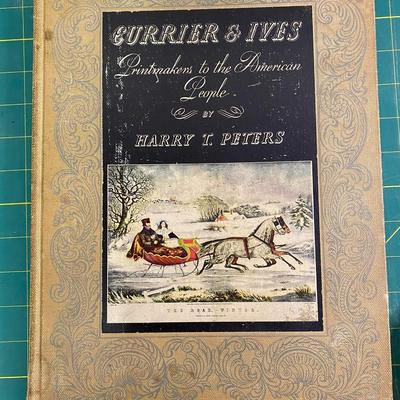 CURRIER & IVES
Printmakers to the American
People
BY
HARRY T. PETERS
THE ROAD,-WINTER.